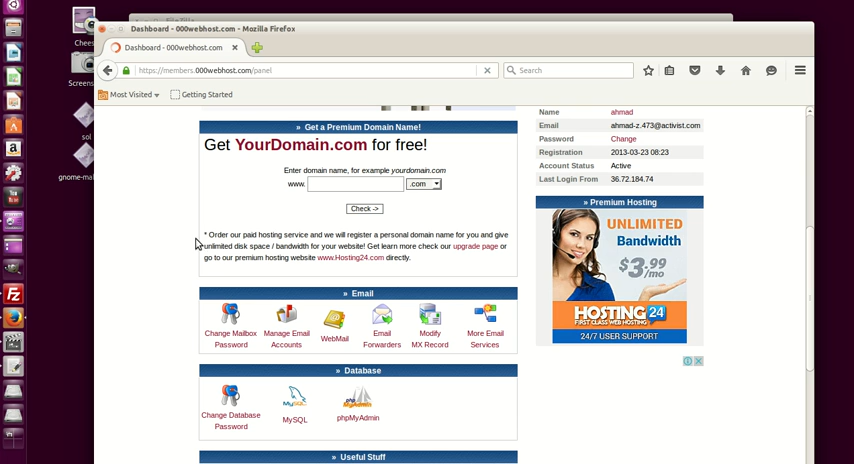 FileZilla
Dashboard - 000webhost.com - Mozilla Firefox
Dashboard - 000webhost.com
https://members.000webhost.com/panel
Search
Most Visited
Getting Started
Chees
Screens
sol
gnome-mal
» Get a Premium Domain Name!
Get YourDomain.com for free!
Enter domain name, for example yourdomain.com
www.
.com
Check ->
* Order our paid hosting service and we will register a personal domain name for you and give
unlimited disk space / bandwidth for your website! Get learn more check our upgrade page or
go to our premium hosting website www.Hosting24.com directly.
» Email
Change Mailbox
Password
Manage Email
Accounts
WebMail
Email
Forwarders
Modify
MX Record
More Email
Services
» Database
Change Database
Password
MySQL
MySQL
php
MyAdmin
phpMyAdmin
» Useful Stuff
Name ahmad
Email ahmad-z.473@activist.com
Password Change
Registration 2013-03-23 08:23
Account Status Active
Last Login From 36.72.184.74
» Premium Hosting
UNLIMITED
Bandwidth
$3.99
/mo
HOSTING 24
FIRST CLASS WEB HOSTING
24/7 USER SUPPORT